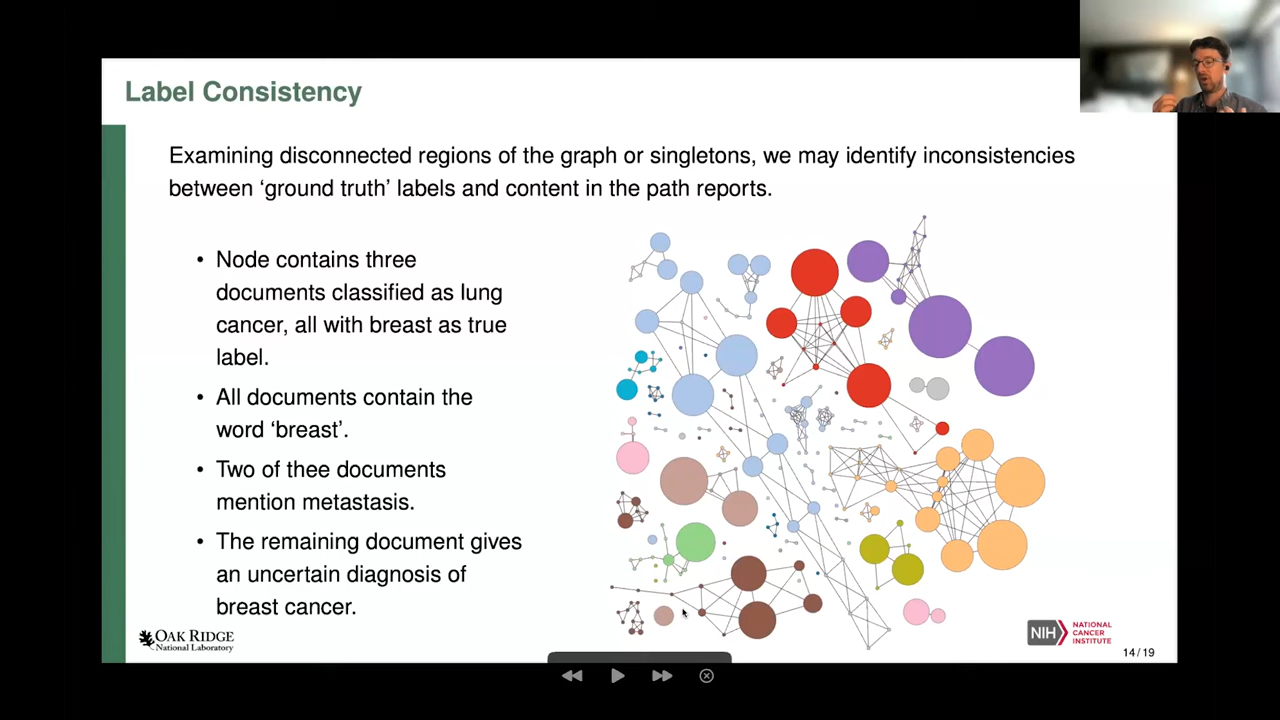 Label Consistency
Examining disconnected regions of the graph or singletons, we may identify inconsistencies
between ‘ground truth’ labels and content in the path reports.
• Node contains three
documents classified as lung
cancer, all with breast as true
label.
• All documents contain the
word ‘breast’.
• Two of thee documents
mention metastasis.
• The remaining document gives
an uncertain diagnosis of
breast cancer.
OAK RIDGE
National Laboratory
NIH
NATIONAL
CANCER
INSTITUTE
14/19